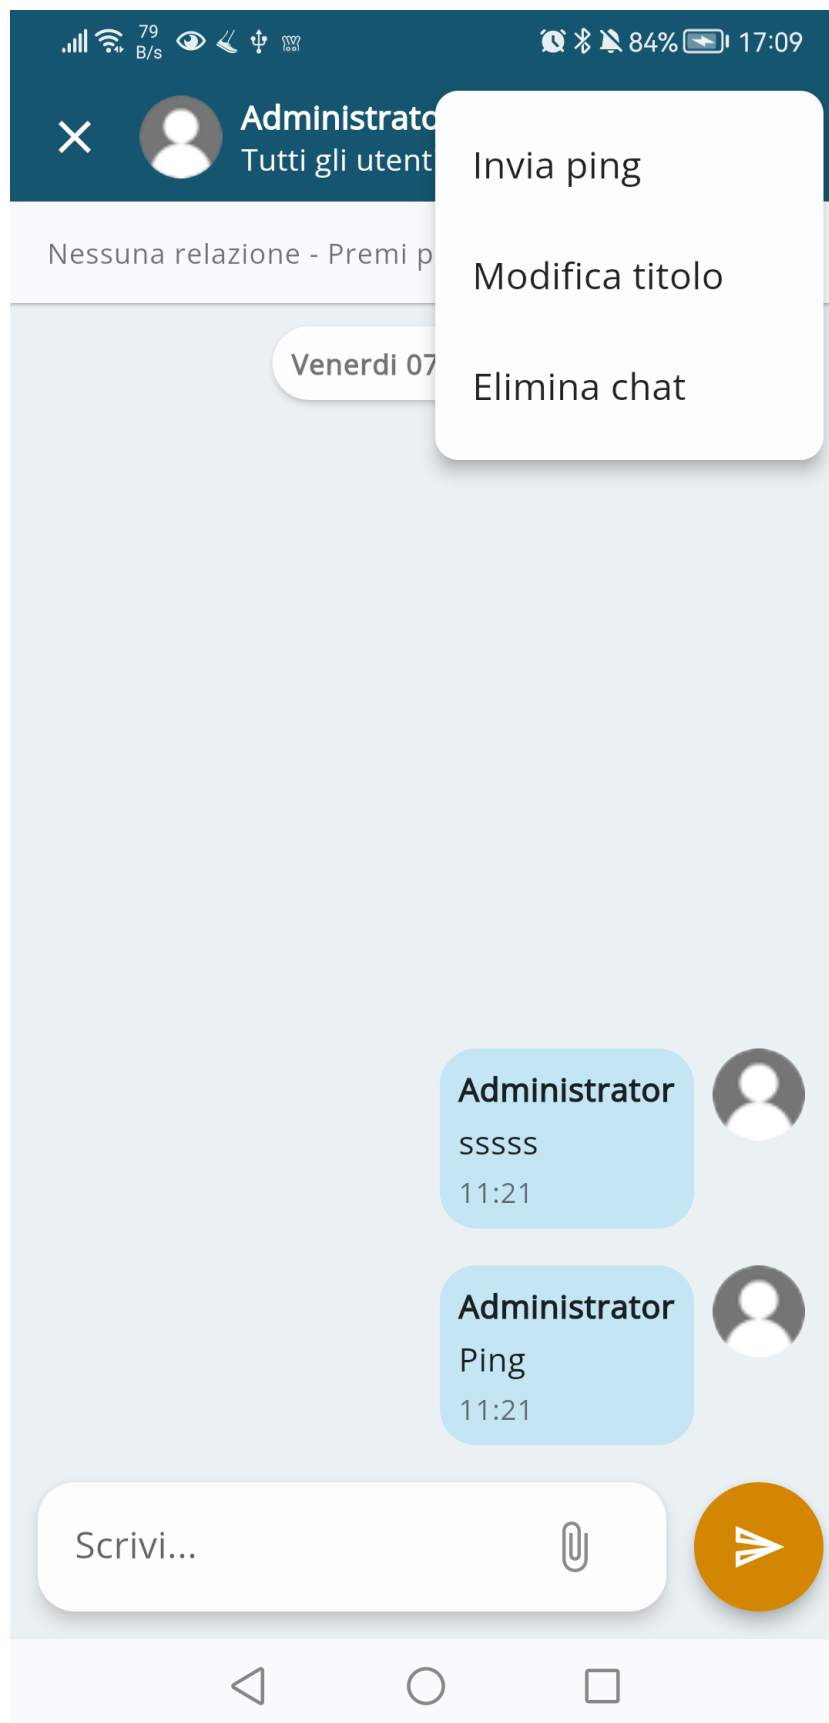 79
B/s
84%
17:09
Administrato
Tutti gli utent
Invia ping
Modifica titolo
Elimina chat
Nessuna relazione - Premi p
Venerdi 07
Administrator
sssss
11:21
Administrator
Ping
11:21
Scrivi...